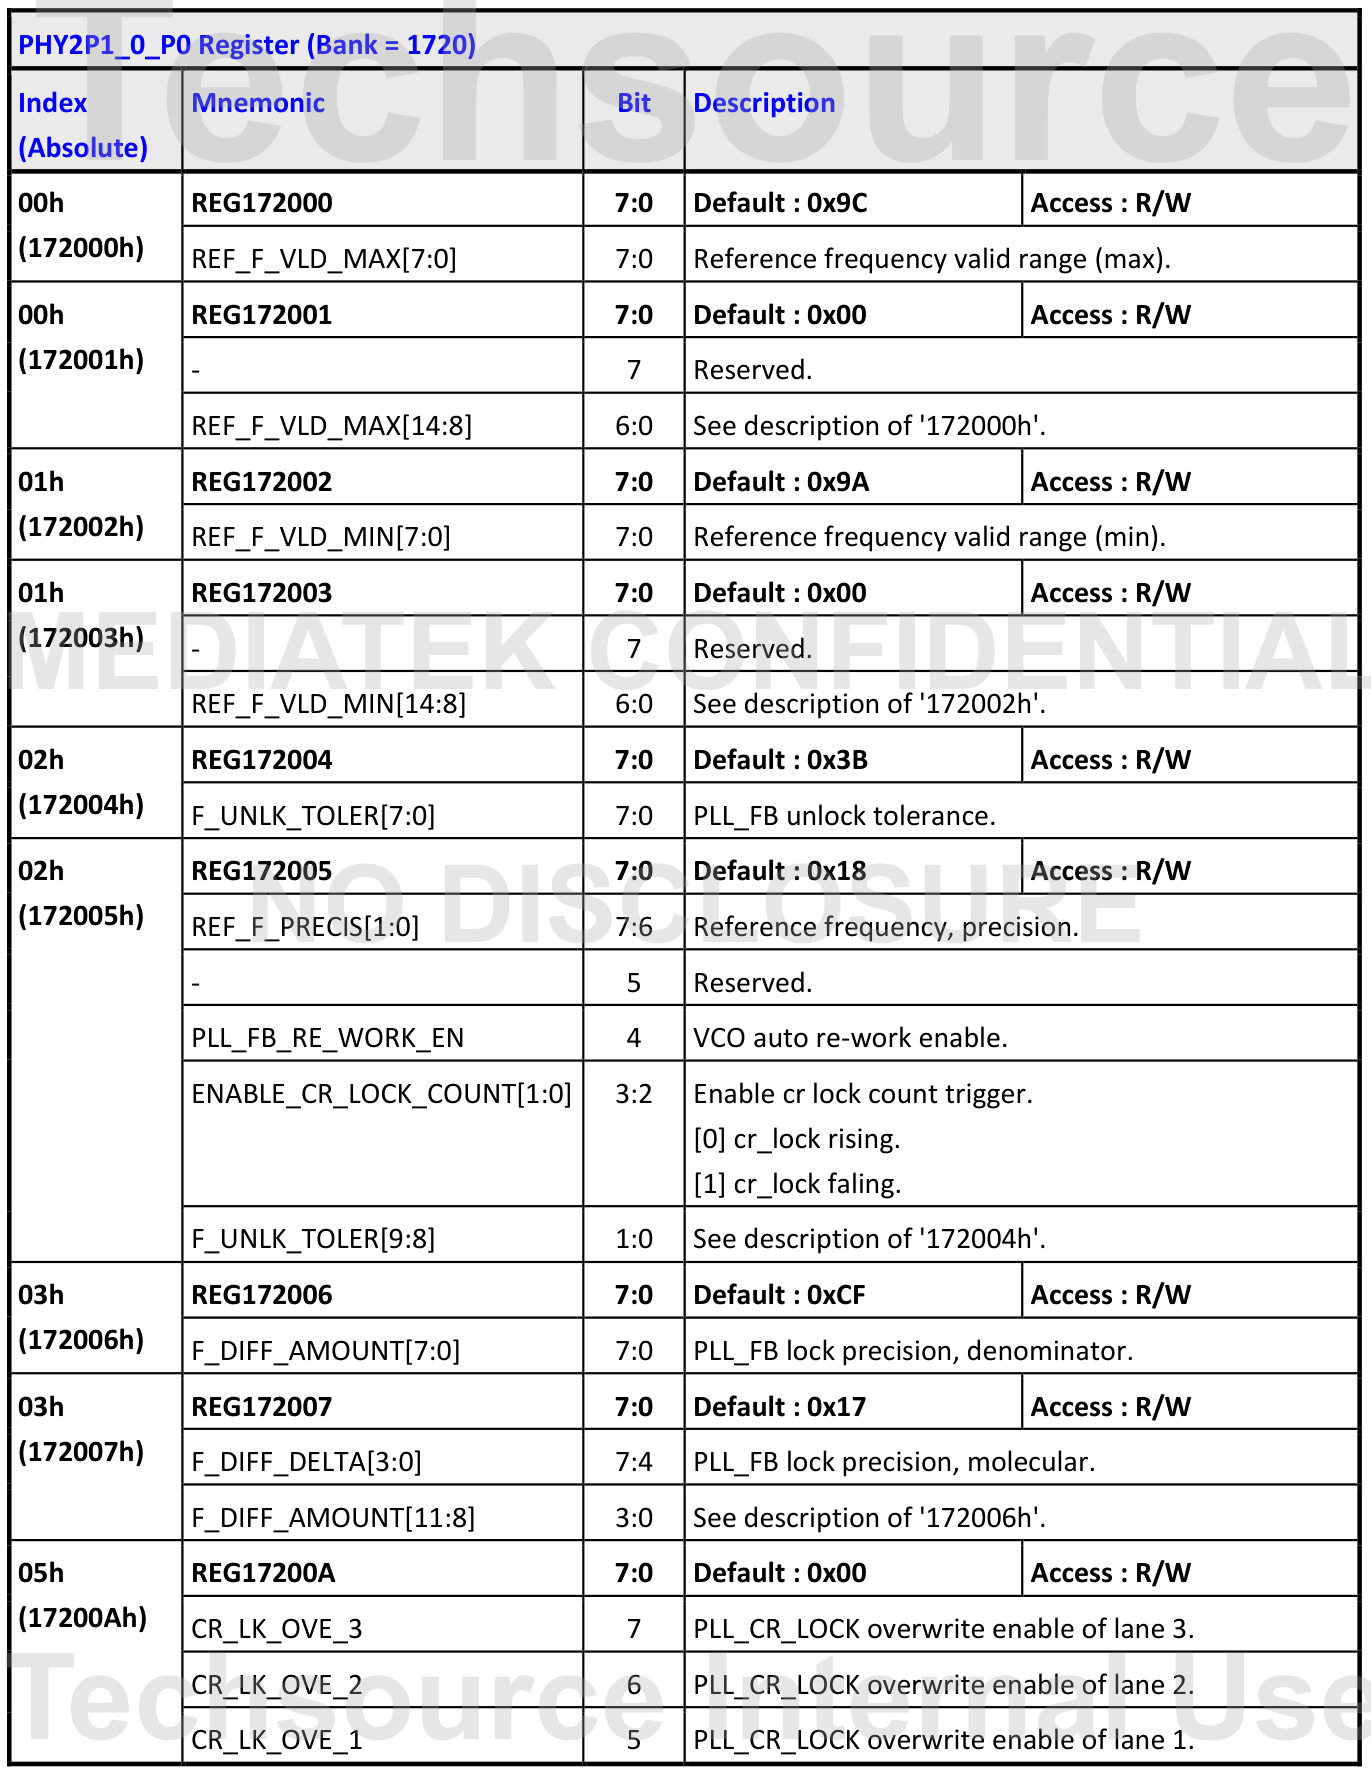 Techsource
PHY2P1_0_P0 Register (Bank = 1720)
Index (Absolute) Mnemonic Bit Description
00h (172000h) REG172000 7:0 Default : 0x9C Access : R/W
REF_F_VLD_MAX[7:0] 7:0 Reference frequency valid range (max).
00h (172001h) REG172001 7:0 Default : 0x00 Access : R/W
- 7 Reserved.
REF_F_VLD_MAX[14:8] 6:0 See description of '172000h'.
01h (172002h) REG172002 7:0 Default : 0x9A Access : R/W
REF_F_VLD_MIN[7:0] 7:0 Reference frequency valid range (min).
01h (172003h) REG172003 7:0 Default : 0x00 Access : R/W
MEDIATEK CONFIDENTIAL
- 7 Reserved.
REF_F_VLD_MIN[14:8] 6:0 See description of '172002h'.
02h (172004h) REG172004 7:0 Default : 0x3B Access : R/W
F_UNLK_TOLER[7:0] 7:0 PLL_FB unlock tolerance.
02h (172005h) REG172005 7:0 Default : 0x18 Access : R/W
NO DISCLOSURE
REF_F_PRECIS[1:0] 7:6 Reference frequency, precision.
- 5 Reserved.
PLL_FB_RE_WORK_EN 4 VCO auto re-work enable.
ENABLE_CR_LOCK_COUNT[1:0] 3:2 Enable cr lock count trigger.
[0] cr_lock rising.
[1] cr_lock faling.
F_UNLK_TOLER[9:8] 1:0 See description of '172004h'.
03h (172006h) REG172006 7:0 Default : 0xCF Access : R/W
F_DIFF_AMOUNT[7:0] 7:0 PLL_FB lock precision, denominator.
03h (172007h) REG172007 7:0 Default : 0x17 Access : R/W
F_DIFF_DELTA[3:0] 7:4 PLL_FB lock precision, molecular.
F_DIFF_AMOUNT[11:8] 3:0 See description of '172006h'.
05h (17200Ah) REG17200A 7:0 Default : 0x00 Access : R/W
CR_LK_OVE_3 7 PLL_CR_LOCK overwrite enable of lane 3.
CR_LK_OVE_2 6 PLL_CR_LOCK overwrite enable of lane 2.
Techsource Internal Use
CR_LK_OVE_1 5 PLL_CR_LOCK overwrite enable of lane 1.